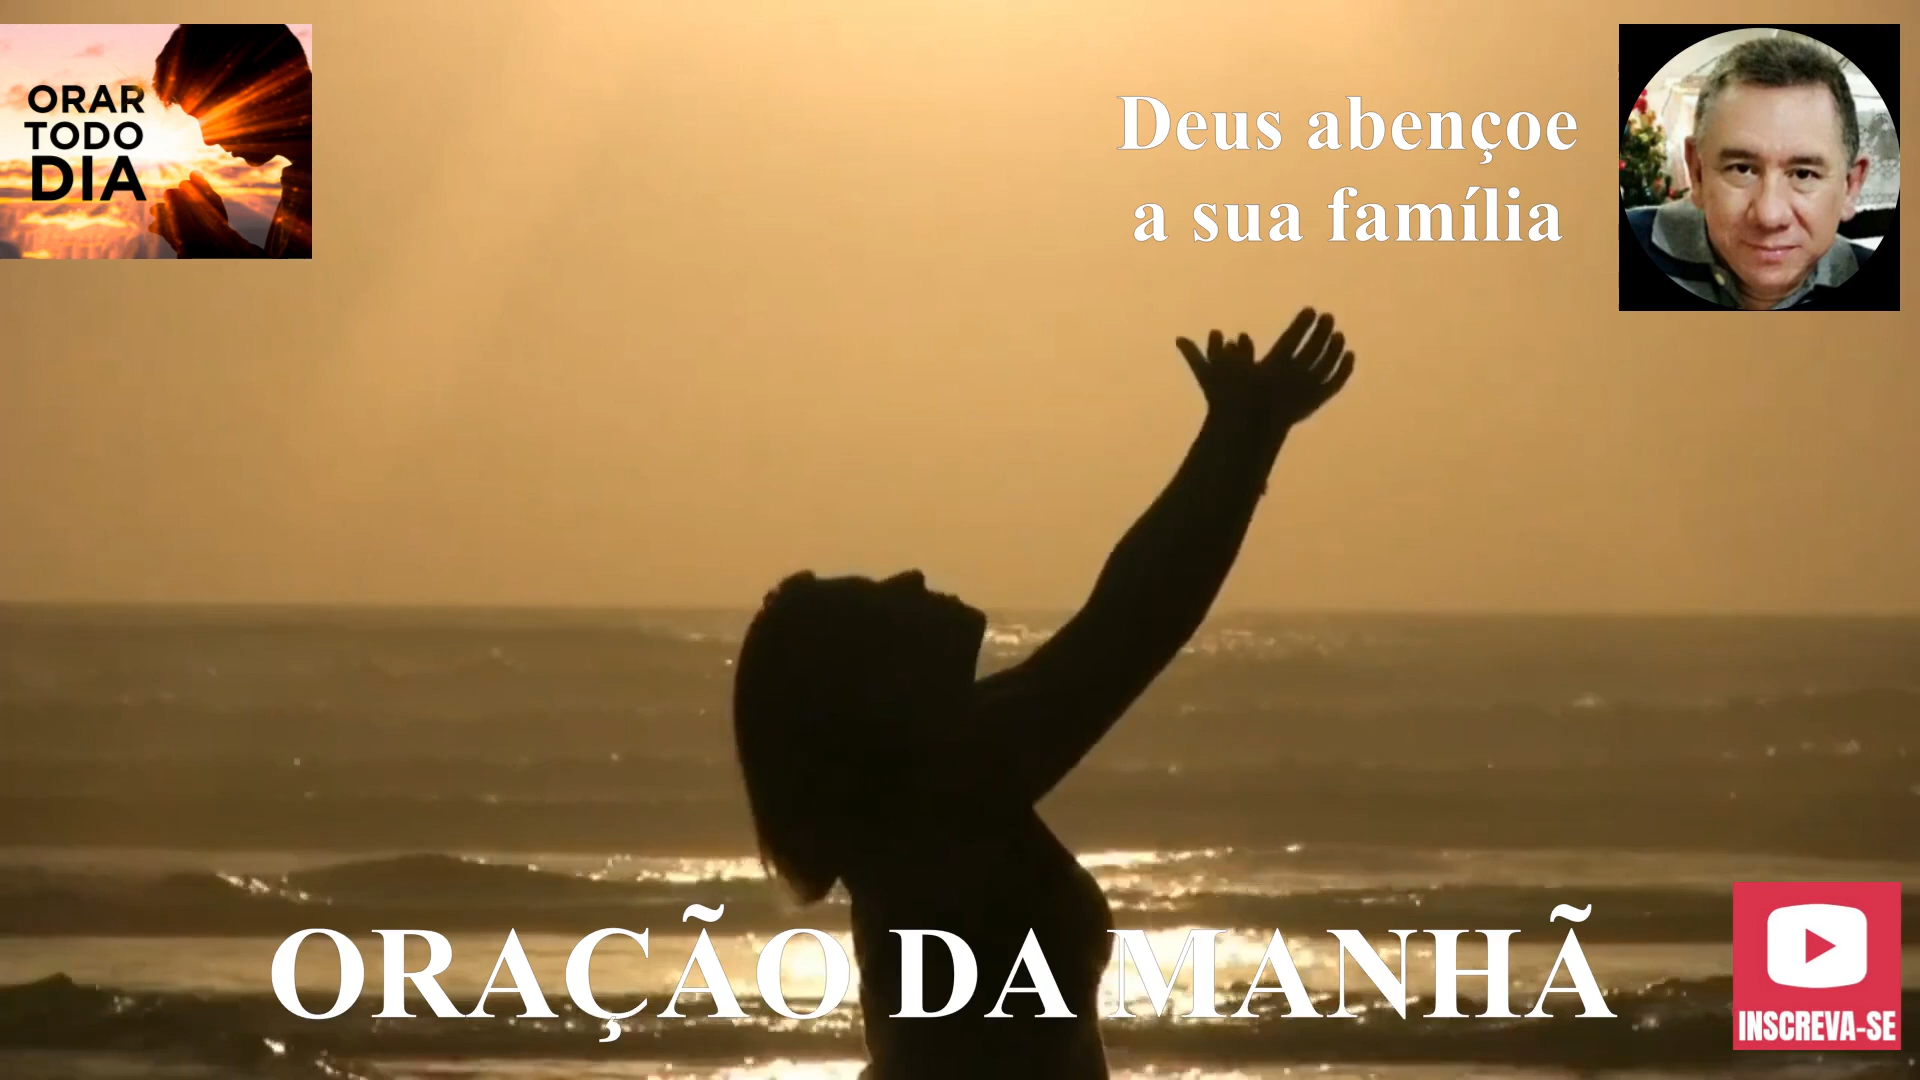 ORAR
TODO
DIA
Deus abençoe
a sua família
ORAÇÃO DA MANHÃ
INSCREVA-SE